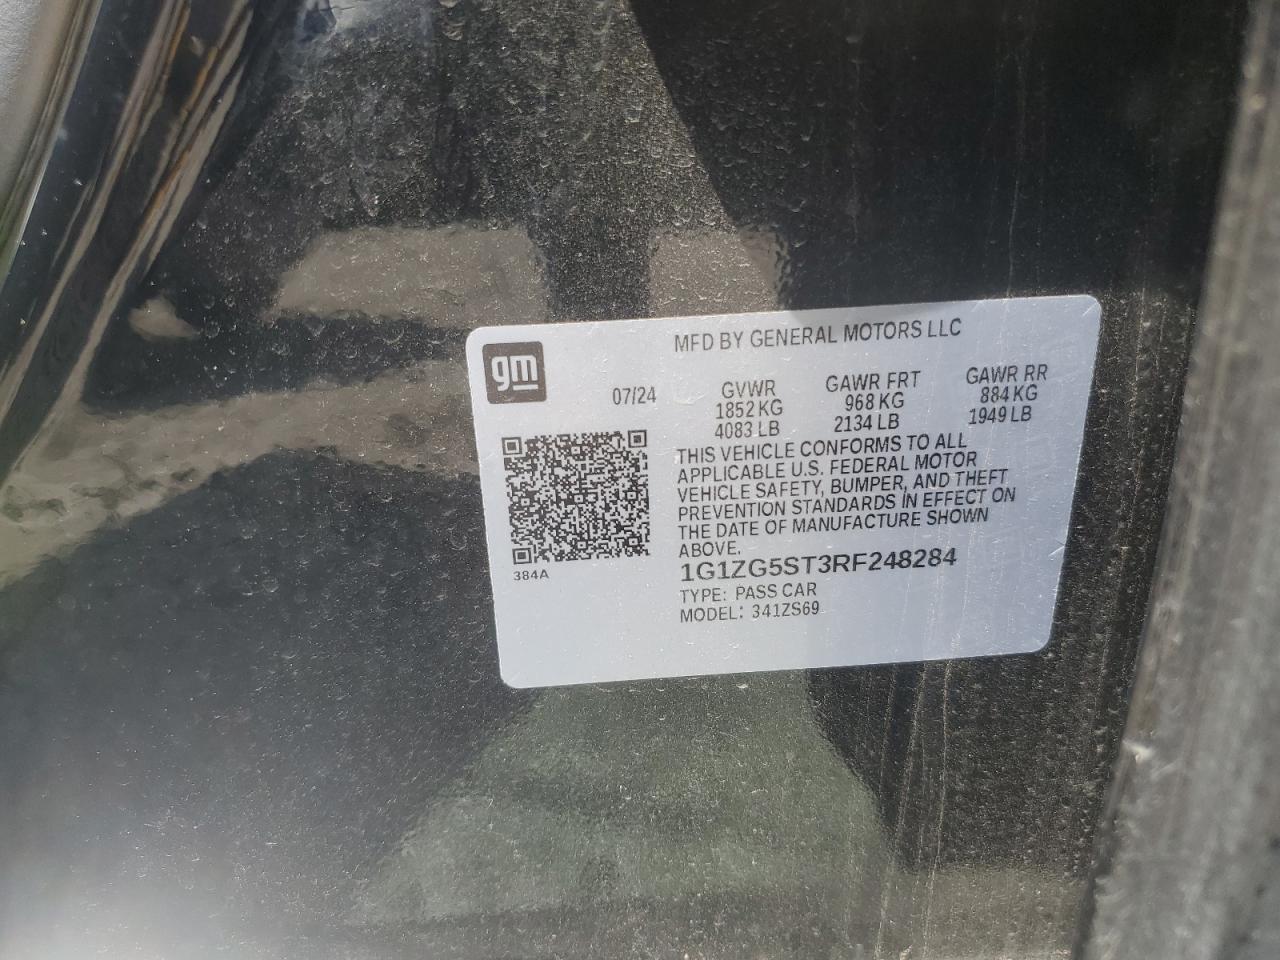 MFD BY GENERAL MOTORS LLC
gm
07/24
GVWR
1852 KG
4083 LB
GAWR FRT
968 KG
2134 LB
GAWR RR
884 KG
1949 LB
THIS VEHICLE CONFORMS TO ALL
APPLICABLE U.S. FEDERAL MOTOR
VEHICLE SAFETY, BUMPER, AND THEFT
PREVENTION STANDARDS IN EFFECT ON
THE DATE OF MANUFACTURE SHOWN
ABOVE.
384A
1G1ZG5ST3RF248284
TYPE: PASS CAR
MODEL: 341ZS69